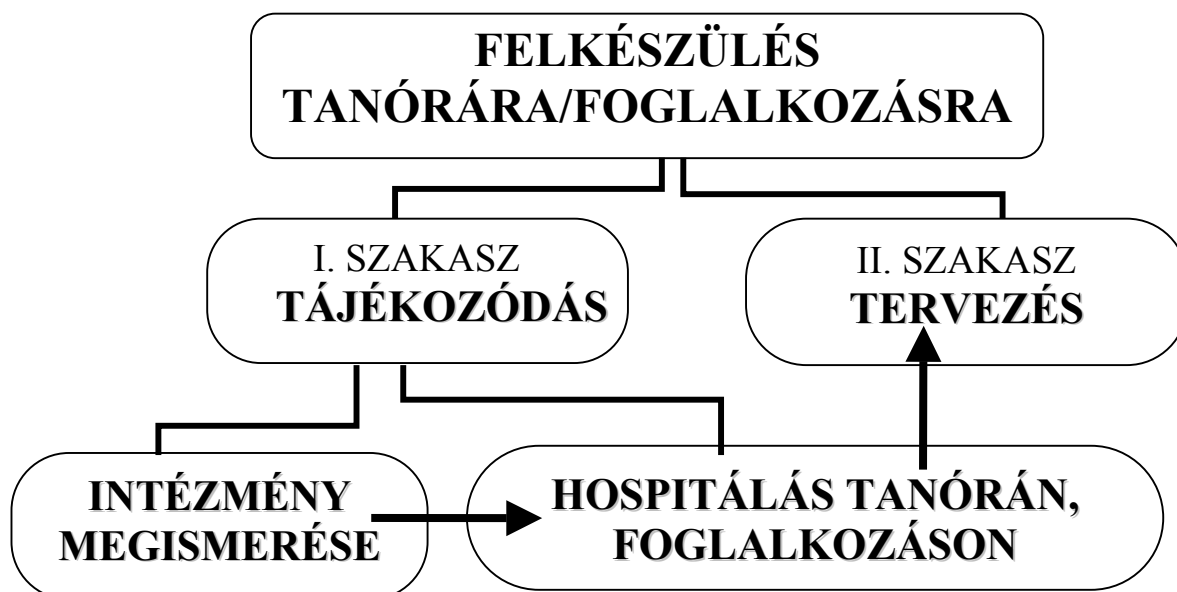 FELKÉSZÜLÉS
TANÓRÁRA/FOGLALKOZÁSRA
I. SZAKASZ
TÁJÉKOZÓDÁS
II. SZAKASZ
TERVEZÉS
INTÉZMÉNY
MEGISMERÉSE
HOSPITÁLÁS TANÓRÁN,
FOGLALKOZÁSON